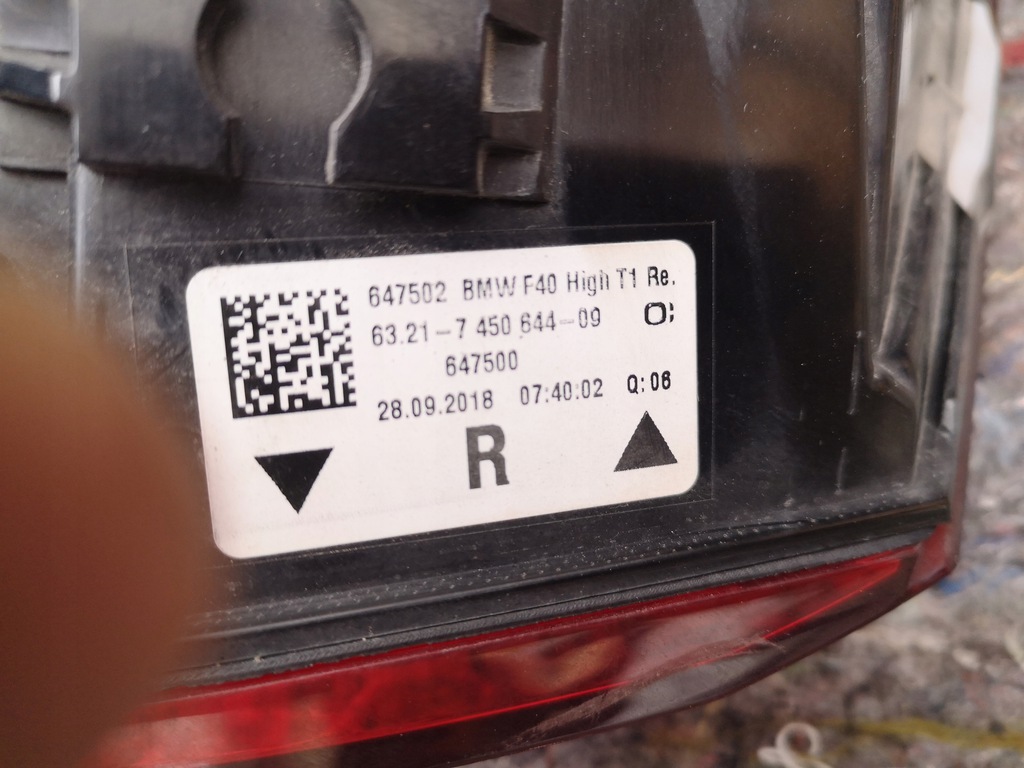 647502 BMW F40 High T1 Re.
63.21-7 450 644-09 O:
647500
28.09.2018 07:40:02 Q:06
R